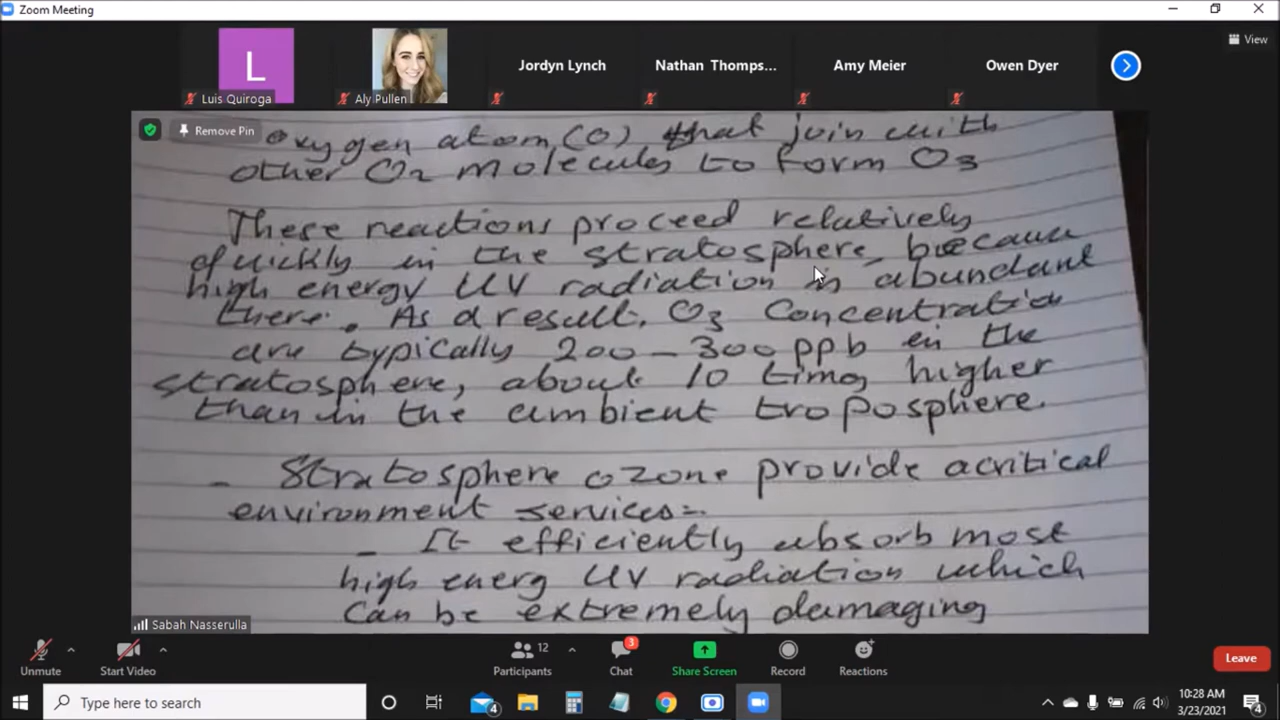 Zoom Meeting
View
L
Luis Quiroga
Aly Pullen
Jordyn Lynch
Nathan Thomps...
Amy Meier
Owen Dyer
Remove Pin
oxygen atom (O) that join with
other O2 molecules to form O3
These reactions proceed relatively
quickly in the stratosphere, because
high energy UV radiation is abundant
there. As a result, O3 Concentration
are typically 200-300 ppb in the
stratosphere, about 10 times higher
than in the ambient troposphere.
- Stratosphere ozone provide a critical
environment services=
- It efficiently absorb most
high energ UV radiation which
can be extremely damaging
Sabah Nasserulla
Unmute
Start Video
Participants
12
Chat
3
Share Screen
Record
Reactions
Leave
Type here to search
4
10:28 AM
3/23/2021
4